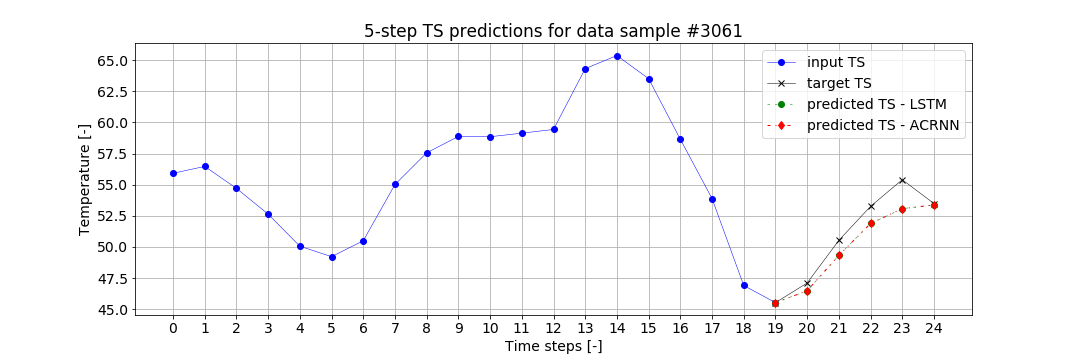 5-step TS predictions for data sample #3061
Temperature [-]
65.0
62.5
60.0
57.5
55.0
52.5
50.0
47.5
45.0
input TS
target TS
predicted TS - LSTM
predicted TS - ACRNN
0 1 2 3 4 5 6 7 8 9 10 11 12 13 14 15 16 17 18 19 20 21 22 23 24
Time steps [-]